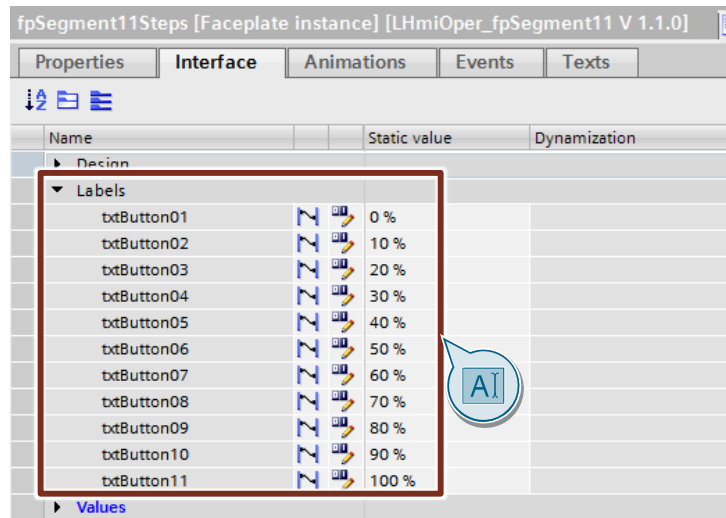 fpSegment11Steps [Faceplate instance] [LHmiOper_fpSegment11 V 1.1.0]
Properties Interface Animations Events Texts
Name Static value Dynamization
Design
Labels
txtButton01 0 %
txtButton02 10 %
txtButton03 20 %
txtButton04 30 %
txtButton05 40 %
txtButton06 50 %
txtButton07 60 %
txtButton08 70 %
txtButton09 80 %
txtButton10 90 %
txtButton11 100 %
Values